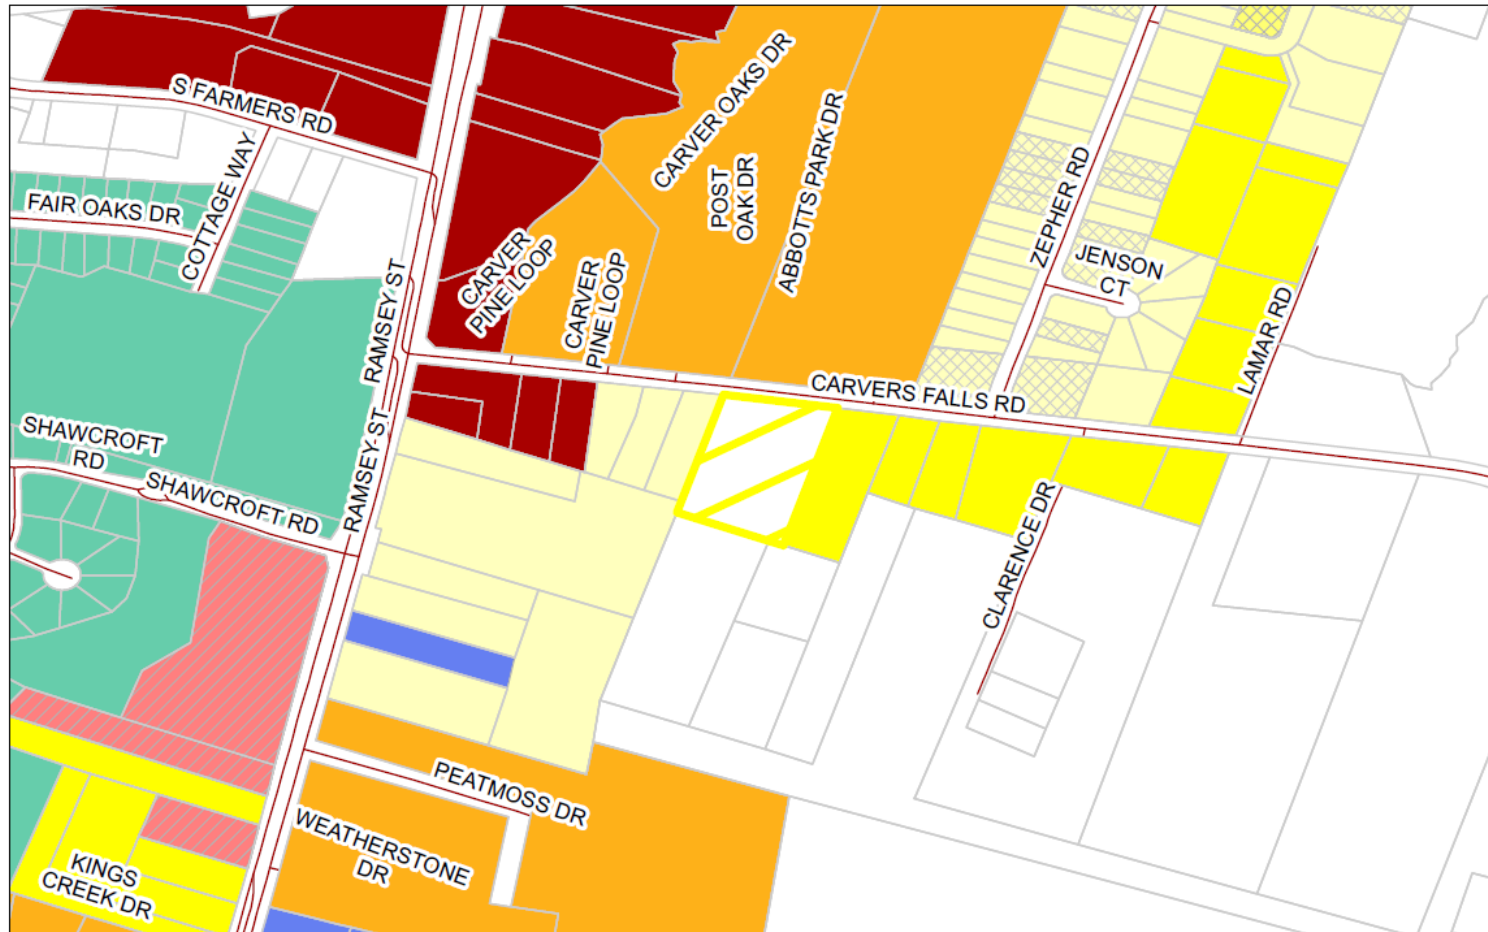 S FARMERS RD
COTTAGE WAY
FAIR OAKS DR
CARVER OAKS DR
POST
OAK DR
ABBOTTS PARK DR
ZEPHER RD
JENSON
CT
LAMAR RD
CARVER
PINE LOOP
CARVER
PINE LOOP
RAMSEY ST
CARVERS FALLS RD
RAMSEY ST
SHAWCROFT
RD
SHAWCROFT RD
CLARENCE DR
PEATMOSS DR
WEATHERSTONE
DR
KINGS
CREEK DR